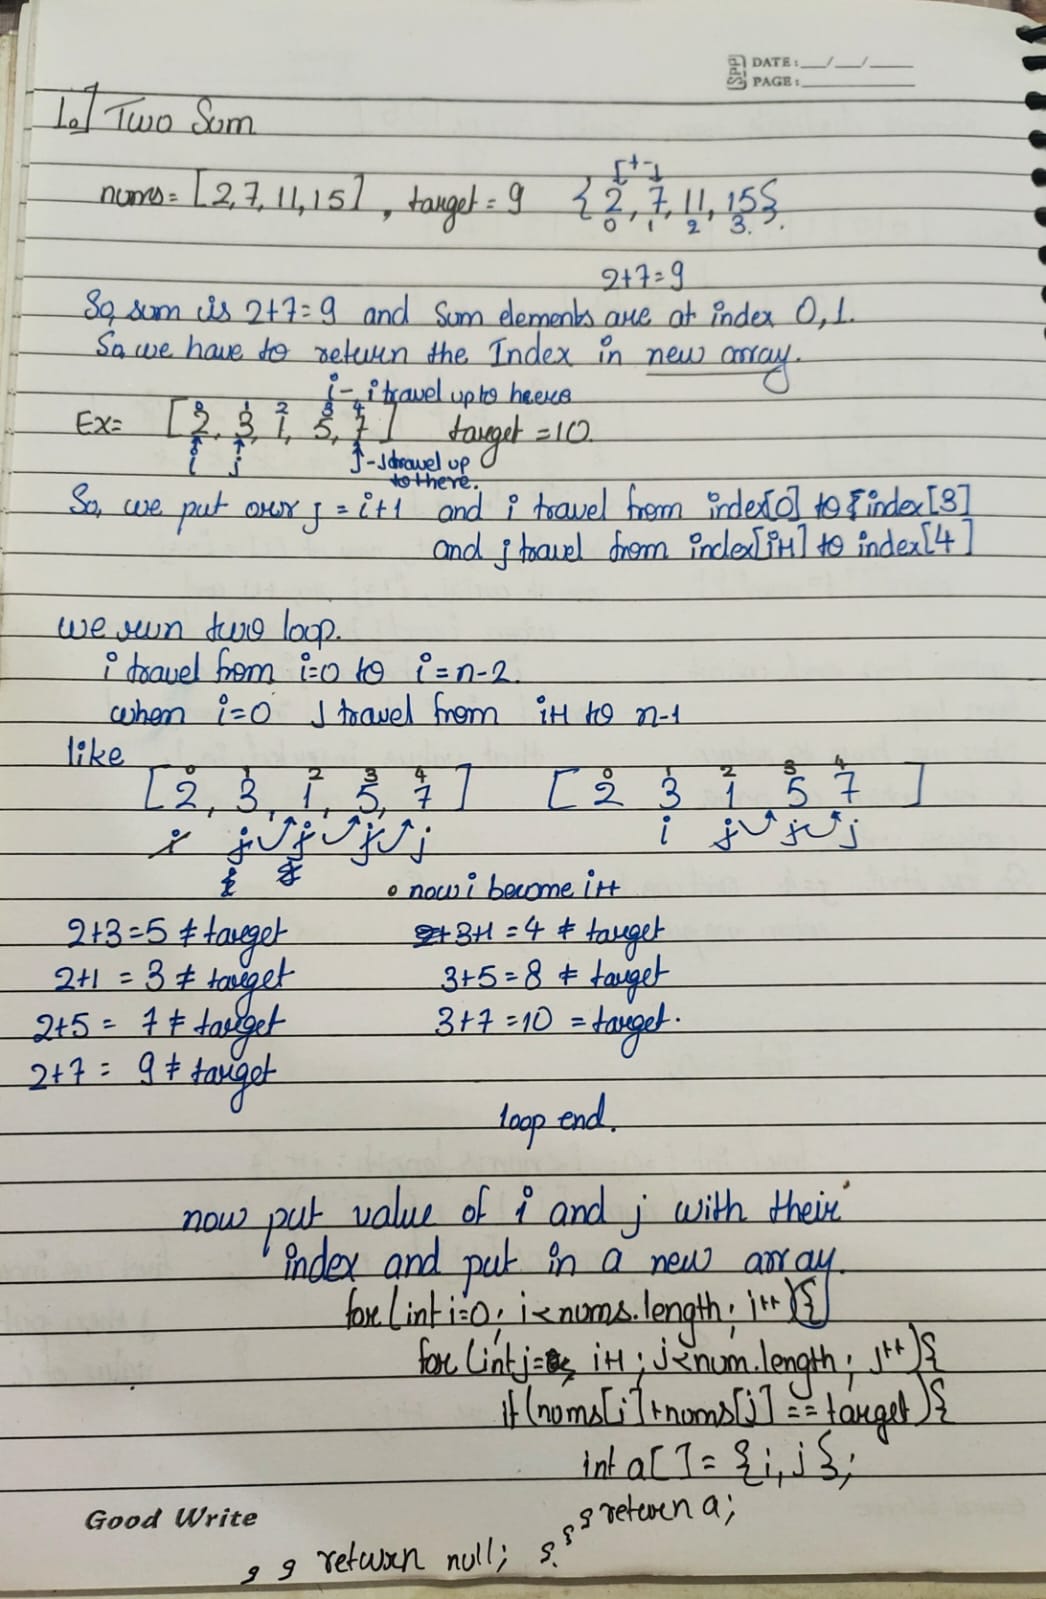 DATE: __/__/____
PAGE: ________
1.] Two Sum
nums = [2,7,11,15], target = 9 {2, 7, 11, 15}.
0 1 2 3.
2+7=9
So, sum is 2+7=9 and sum elements are at index 0,1.
So we have to return the Index in new array.
i - i travel upto heere
0 1 2 3 4
Ex= [2, 3, 1, 5, 7] target = 10.
i j j - J travel up
to there.
So, we put our j = i+1 and i travel from index[0] to index[3]
and j travel from index[i+1] to index[4]
we run two loop.
i travel from i=0 to i=n-2.
when i=0 J travel from i+1 to n-1
like
0 1 2 3 4 0 1 2 3 4
[2, 3, 1, 5, 7] [2 3 1 5 7]
i j j j j i j j j
• now i become i++
2+3=5 ≠ target 3+1 = 4 ≠ target
2+1 = 3 ≠ target 3+5 = 8 ≠ target
2+5 = 7 ≠ target 3+7 = 10 = target.
2+7 = 9 ≠ target
loop end.
now put value of i and j with their
index and put in a new array.
for(int i=0; i<nums.length; i++){
for(int j= i+1; j<num.length; j++){
if(nums[i]+nums[j] == target){
int a[] = {i,j};
Good Write
return a;
}}
} } return null; }.